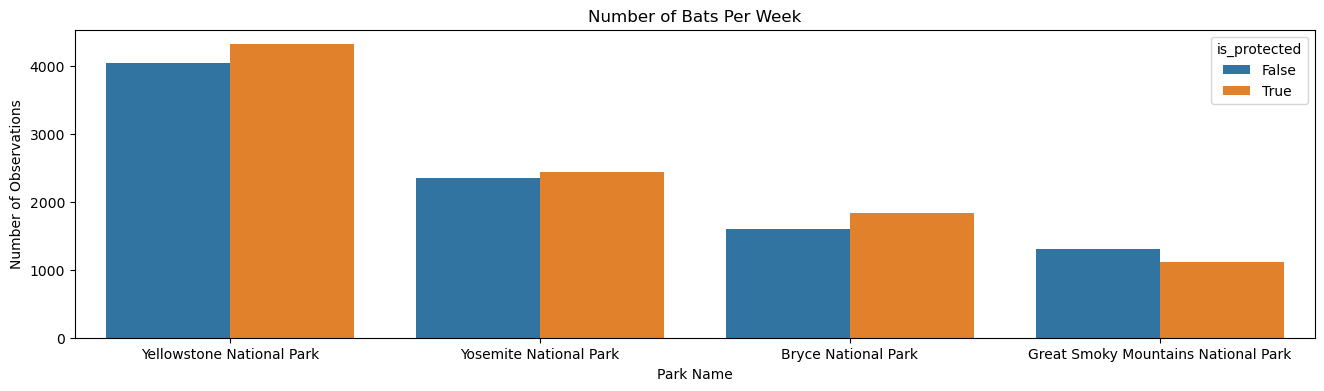 Number of Bats Per Week
is_protected
False
True
Number of Observations
4000
3000
2000
1000
0
Yellowstone National Park
Yosemite National Park
Bryce National Park
Great Smoky Mountains National Park
Park Name